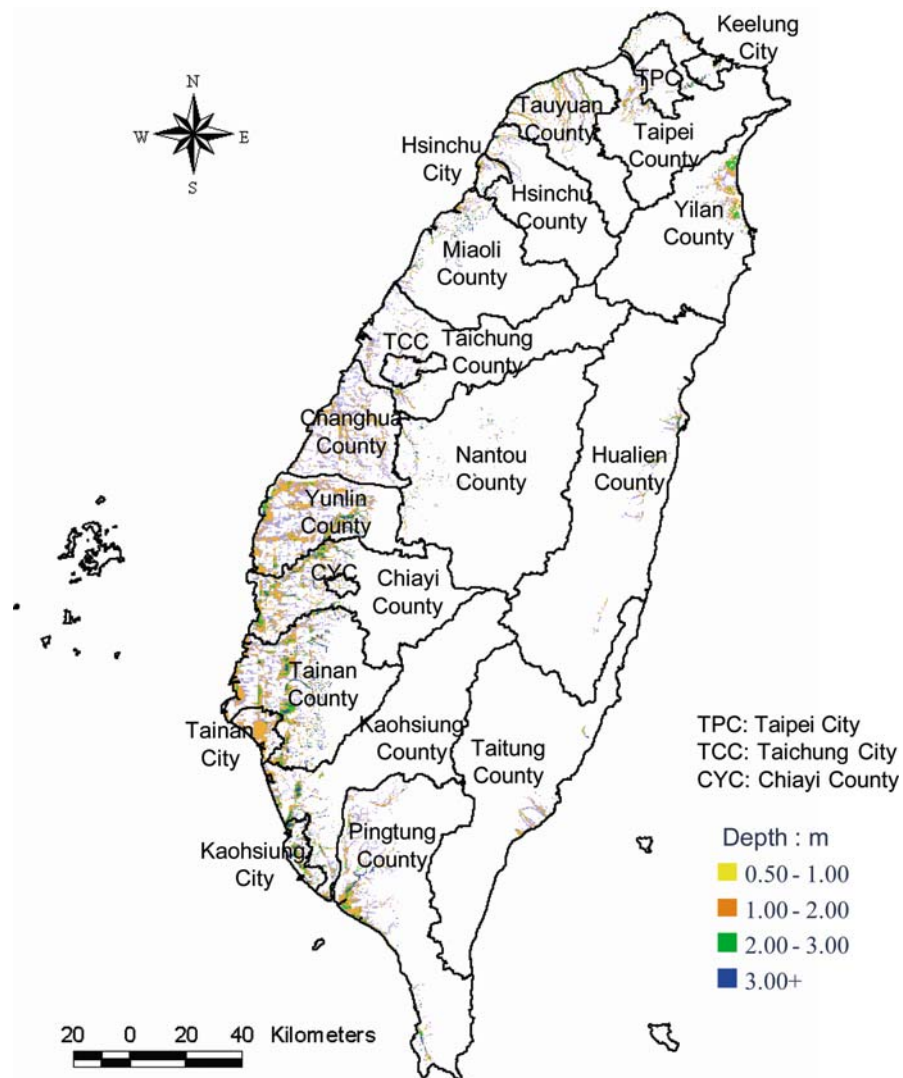 Keelung
City
N
W E
S
TPC
Tauyuan
County
Taipei
County
Hsinchu
City
Hsinchu
County
Yilan
County
Miaoli
County
TCC
Taichung
County
Changhua
County
Nantou
County
Hualien
County
Yunlin
County
CYC
Chiayi
County
Tainan
County
Tainan
City
Kaohsiung
County
Taitung
County
TPC: Taipei City
TCC: Taichung City
CYC: Chiayi County
Pingtung
County
Kaohsiung
City
Depth : m
0.50 - 1.00
1.00 - 2.00
2.00 - 3.00
3.00+
20 0 20 40 Kilometers